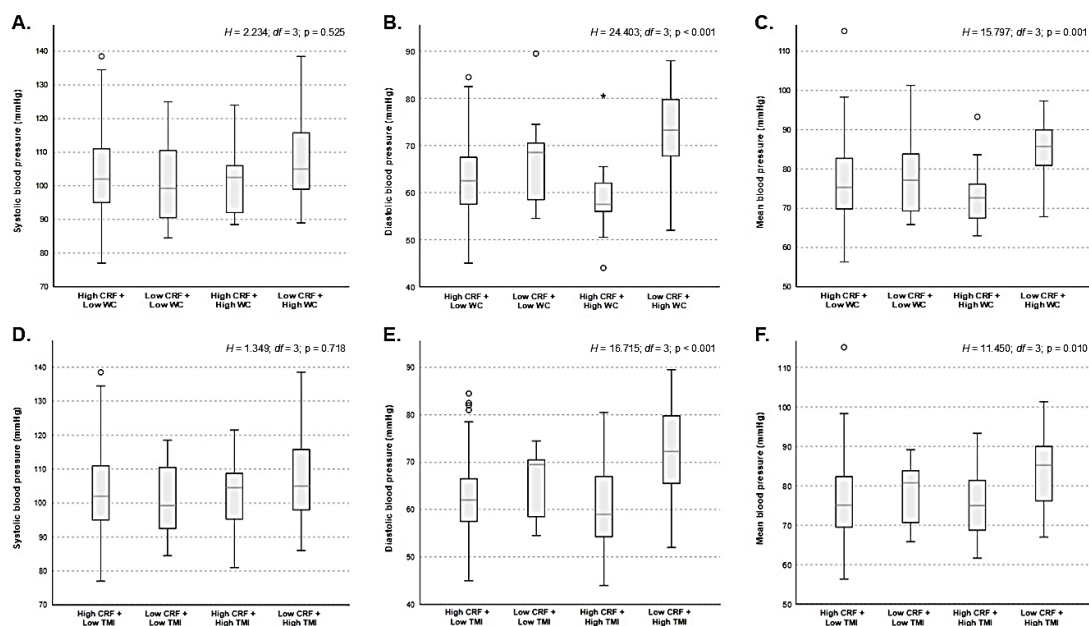 A.
H = 2.234; df = 3; p = 0.525
Systolic blood pressure (mmHg)
140
130
120
110
100
90
80
70
High CRF + Low WC
Low CRF + Low WC
High CRF + High WC
Low CRF + High WC
B.
H = 24.403; df = 3; p < 0.001
Diastolic blood pressure (mmHg)
90
80
70
60
50
40
High CRF + Low WC
Low CRF + Low WC
High CRF + High WC
Low CRF + High WC
C.
H = 15.797; df = 3; p = 0.001
Mean blood pressure (mmHg)
110
100
90
80
70
60
50
High CRF + Low WC
Low CRF + Low WC
High CRF + High WC
Low CRF + High WC
D.
H = 1.349; df = 3; p = 0.718
Systolic blood pressure (mmHg)
140
130
120
110
100
90
80
70
High CRF + Low TMI
Low CRF + Low TMI
High CRF + High TMI
Low CRF + High TMI
E.
H = 16.715; df = 3; p < 0.001
Diastolic blood pressure (mmHg)
90
80
70
60
50
40
High CRF + Low TMI
Low CRF + Low TMI
High CRF + High TMI
Low CRF + High TMI
F.
H = 11.450; df = 3; p = 0.010
Mean blood pressure (mmHg)
110
100
90
80
70
60
50
High CRF + Low TMI
Low CRF + Low TMI
High CRF + High TMI
Low CRF + High TMI